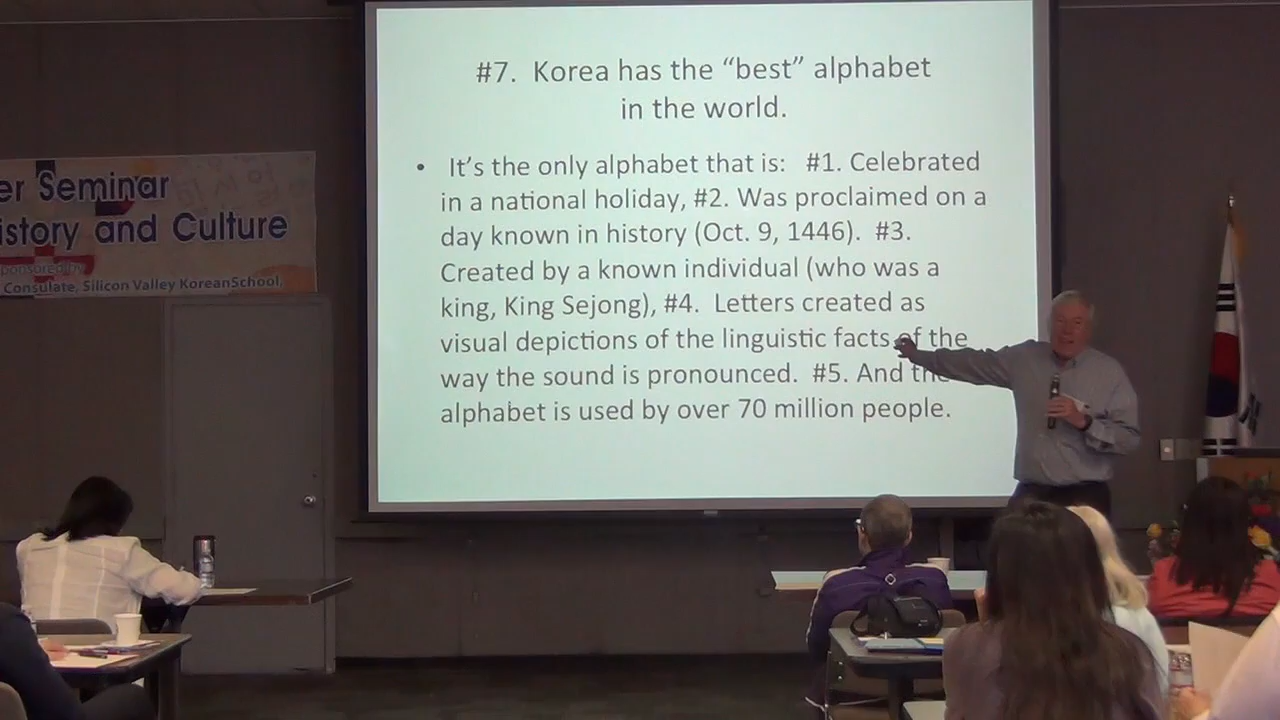 #7. Korea has the “best” alphabet
in the world.
• It’s the only alphabet that is: #1. Celebrated
in a national holiday, #2. Was proclaimed on a
day known in history (Oct. 9, 1446). #3.
Created by a known individual (who was a
king, King Sejong), #4. Letters created as
visual depictions of the linguistic facts of the
way the sound is pronounced. #5. And the
alphabet is used by over 70 million people.
er Seminar
istory and Culture
ponsored by
Consulate, Silicon Valley KoreanSchool,